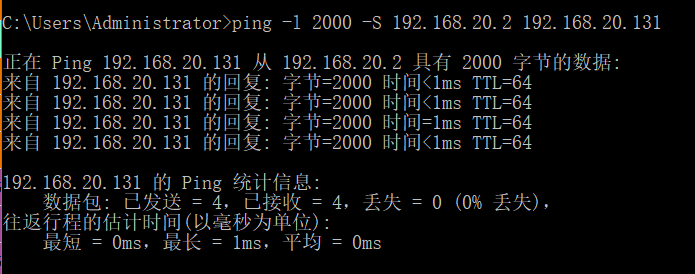 C:\Users\Administrator>ping -l 2000 -S 192.168.20.2 192.168.20.131
正在 Ping 192.168.20.131 从 192.168.20.2 具有 2000 字节的数据:
来自 192.168.20.131 的回复: 字节=2000 时间<1ms TTL=64
来自 192.168.20.131 的回复: 字节=2000 时间<1ms TTL=64
来自 192.168.20.131 的回复: 字节=2000 时间=1ms TTL=64
来自 192.168.20.131 的回复: 字节=2000 时间<1ms TTL=64
192.168.20.131 的 Ping 统计信息:
数据包: 已发送 = 4，已接收 = 4，丢失 = 0 (0% 丢失)，
往返行程的估计时间(以毫秒为单位):
最短 = 0ms，最长 = 1ms，平均 = 0ms